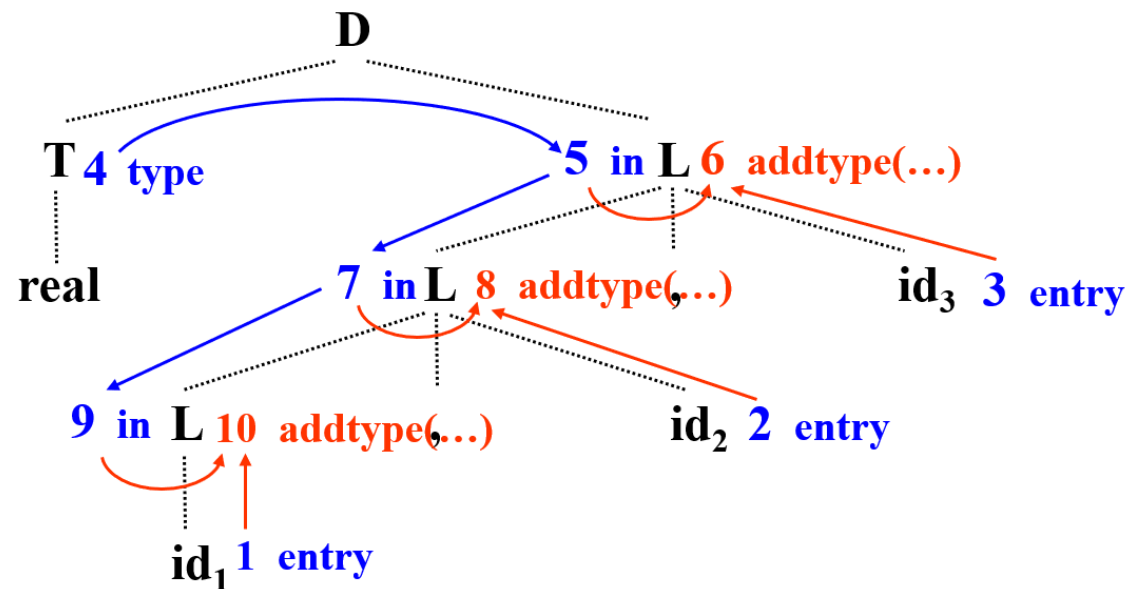 D
T 4 type 5 in L 6 addtype(…)
real 7 in L 8 addtype(…) , id3 3 entry
9 in L 10 addtype(…) , id2 2 entry
id1 1 entry